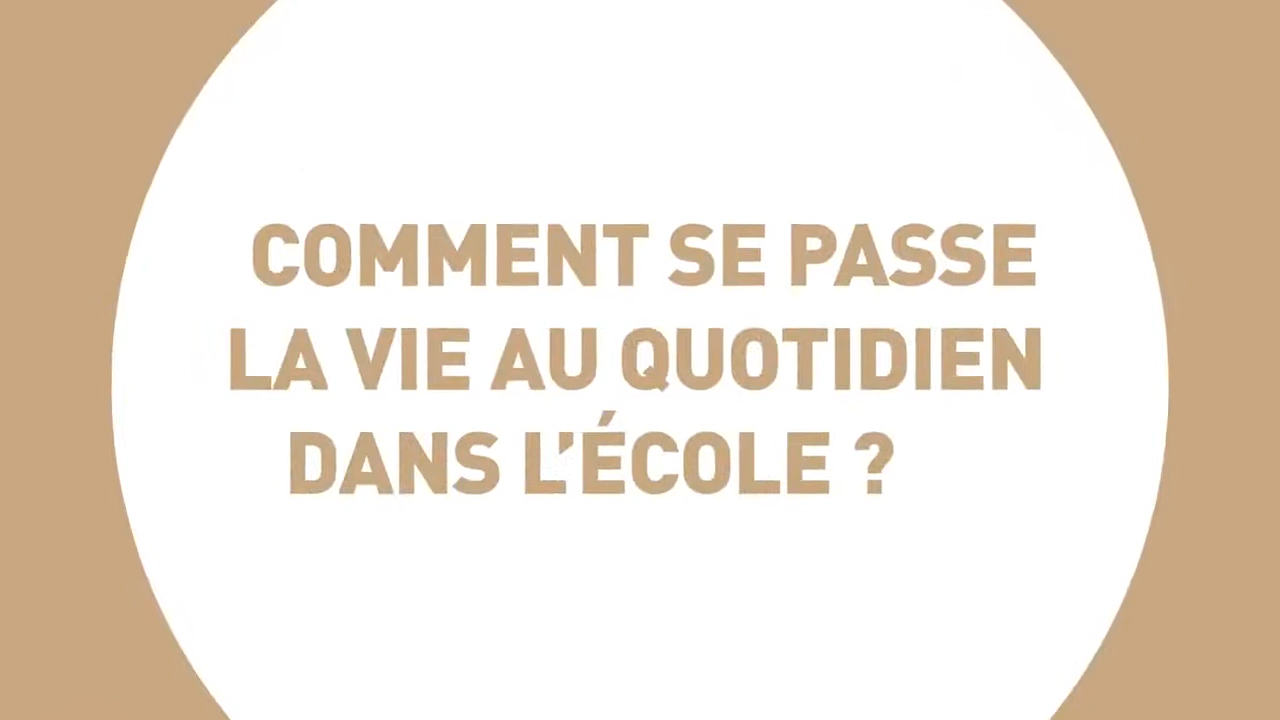 COMMENT SE PASSE
LA VIE AU QUOTIDIEN
DANS L’ÉCOLE ?